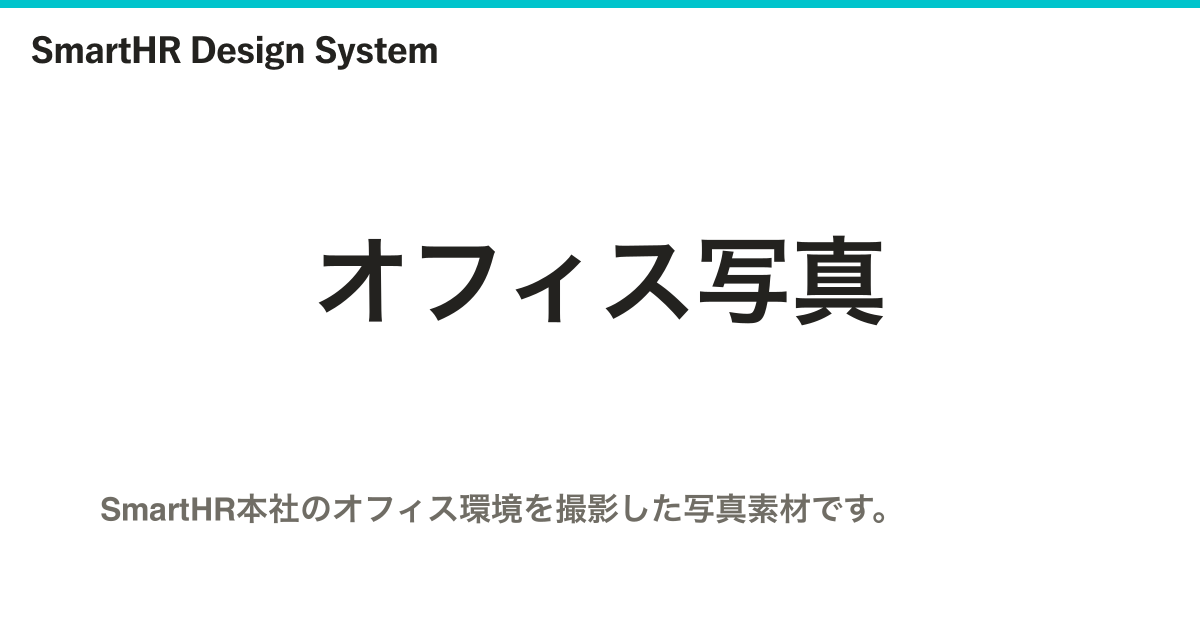 SmartHR Design System
オフィス写真
SmartHR本社のオフィス環境を撮影した写真素材です。